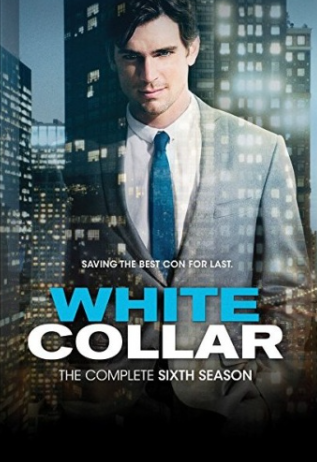 SAVING THE BEST CON FOR LAST.
WHITE
COLLAR
THE COMPLETE SIXTH SEASON